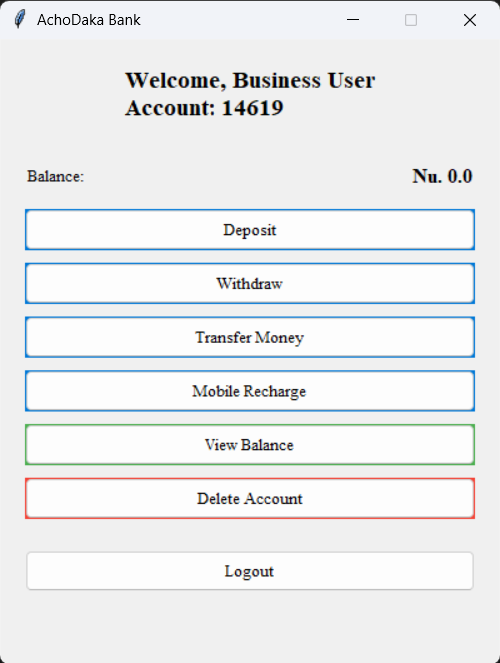 AchoDaka Bank
Welcome, Business User
Account: 14619
Balance: Nu. 0.0
Deposit
Withdraw
Transfer Money
Mobile Recharge
View Balance
Delete Account
Logout